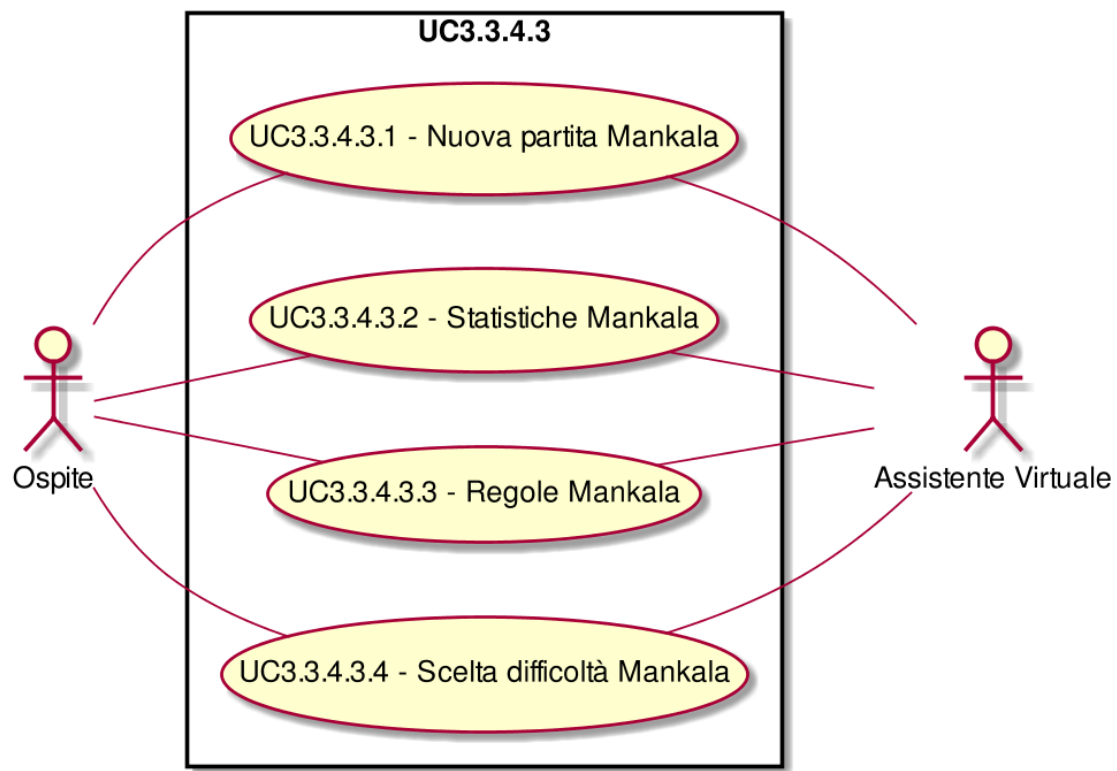 UC3.3.4.3
UC3.3.4.3.1 - Nuova partita Mankala
UC3.3.4.3.2 - Statistiche Mankala
Ospite
Assistente Virtuale
UC3.3.4.3.3 - Regole Mankala
UC3.3.4.3.4 - Scelta difficoltà Mankala